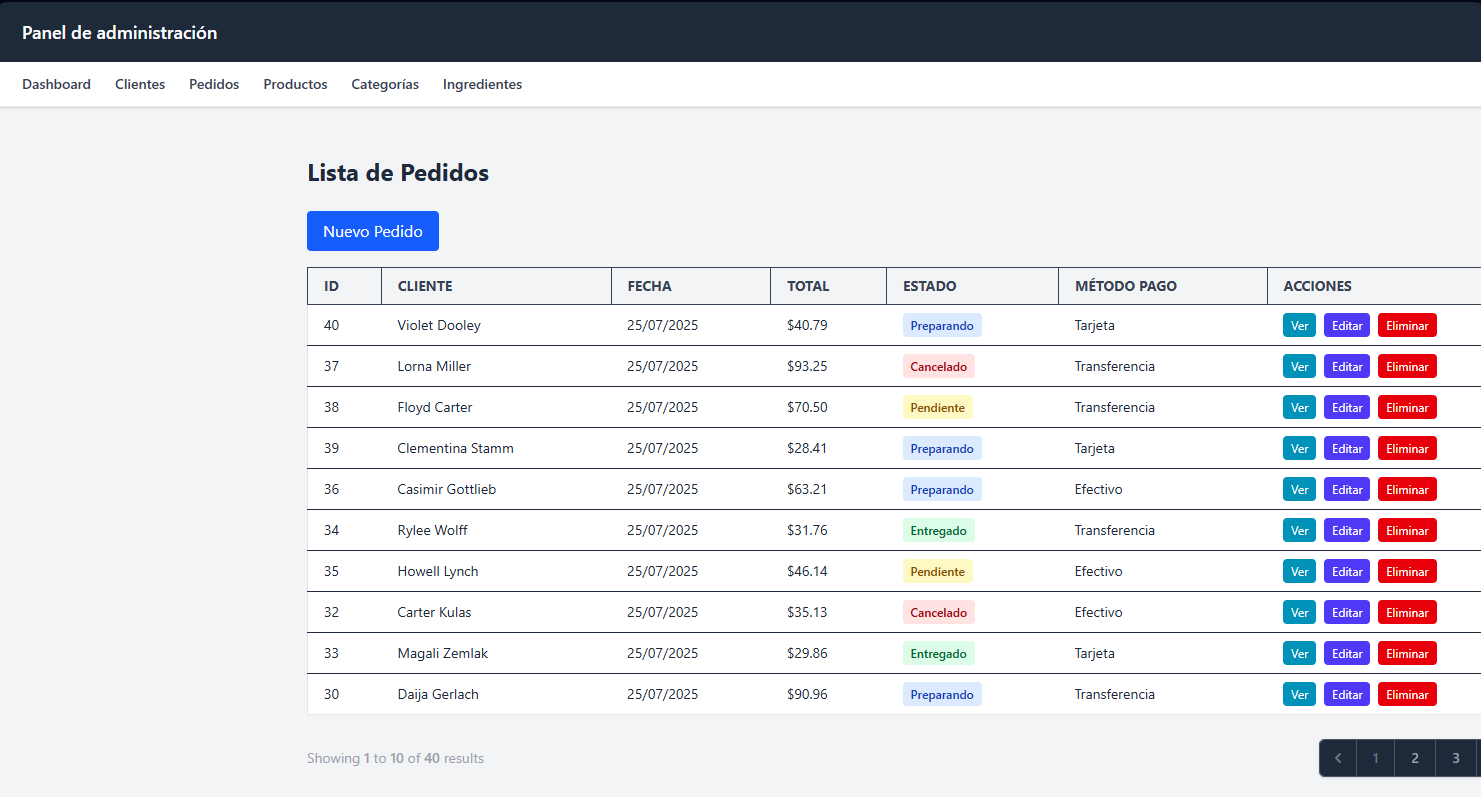 Panel de administración
Dashboard Clientes Pedidos Productos Categorías Ingredientes
Lista de Pedidos
Nuevo Pedido
ID CLIENTE FECHA TOTAL ESTADO MÉTODO PAGO ACCIONES
40 Violet Dooley 25/07/2025 $40.79 Preparando Tarjeta Ver Editar Eliminar
37 Lorna Miller 25/07/2025 $93.25 Cancelado Transferencia Ver Editar Eliminar
38 Floyd Carter 25/07/2025 $70.50 Pendiente Transferencia Ver Editar Eliminar
39 Clementina Stamm 25/07/2025 $28.41 Preparando Tarjeta Ver Editar Eliminar
36 Casimir Gottlieb 25/07/2025 $63.21 Preparando Efectivo Ver Editar Eliminar
34 Rylee Wolff 25/07/2025 $31.76 Entregado Transferencia Ver Editar Eliminar
35 Howell Lynch 25/07/2025 $46.14 Pendiente Efectivo Ver Editar Eliminar
32 Carter Kulas 25/07/2025 $35.13 Cancelado Efectivo Ver Editar Eliminar
33 Magali Zemlak 25/07/2025 $29.86 Entregado Tarjeta Ver Editar Eliminar
30 Daija Gerlach 25/07/2025 $90.96 Preparando Transferencia Ver Editar Eliminar
Showing 1 to 10 of 40 results 1 2 3